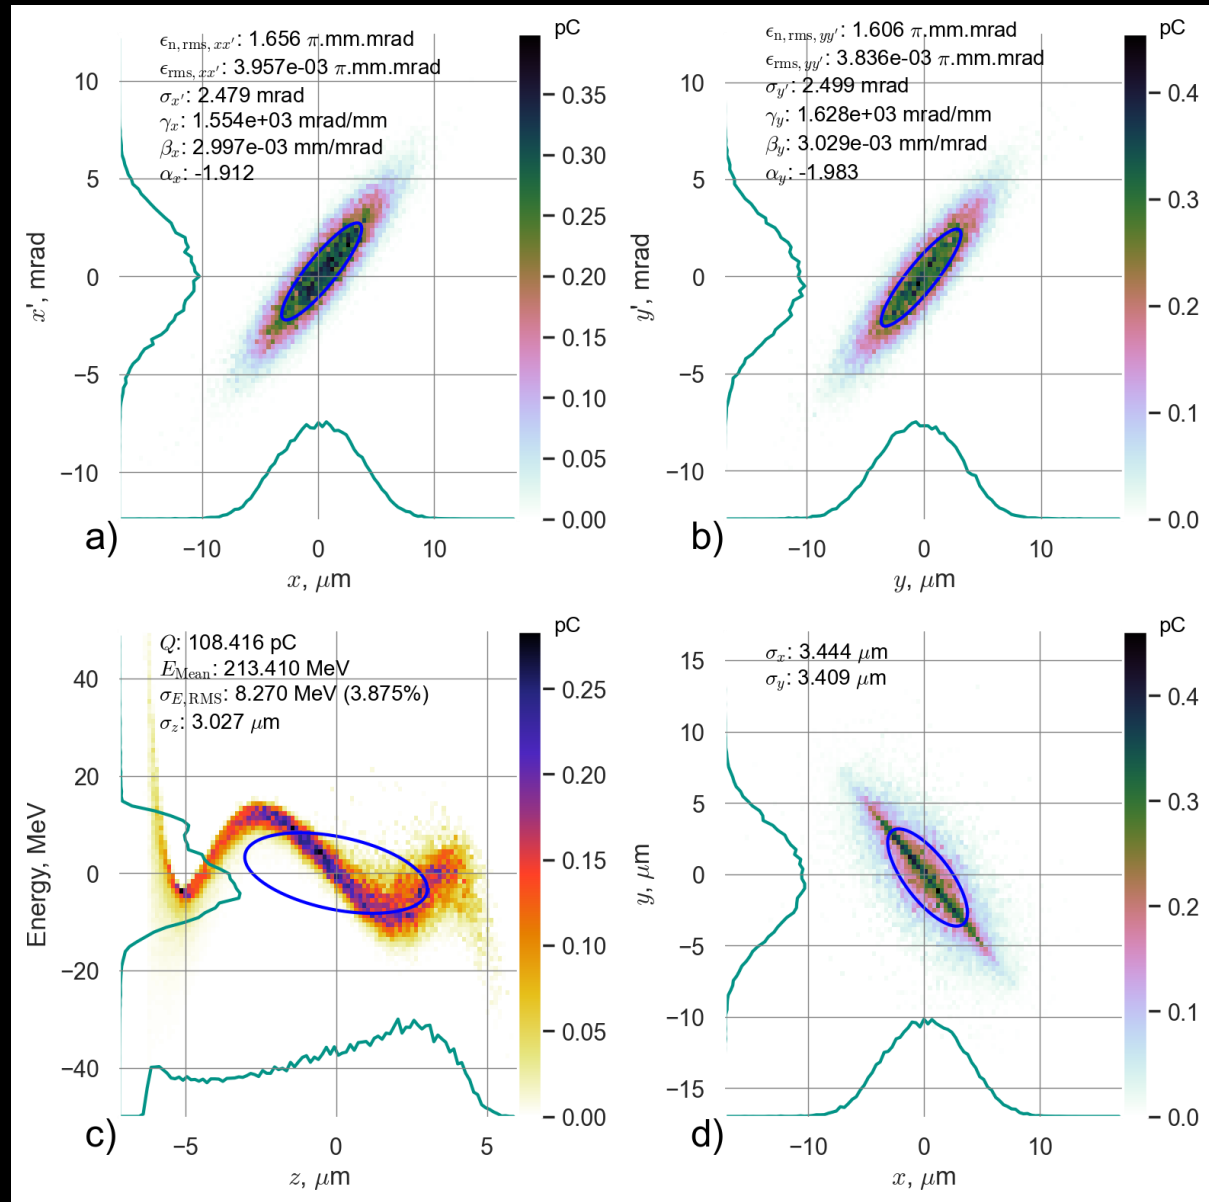 pC
ϵn,rms,xx′: 1.656 π.mm.mrad
ϵrms,xx′: 3.957e-03 π.mm.mrad
σx′: 2.479 mrad
γx: 1.554e+03 mrad/mm
βx: 2.997e-03 mm/mrad
αx: -1.912
10
5
0
−5
−10
x', mrad
−10 0 10
x, μm
0.35
0.30
0.25
0.20
0.15
0.10
0.05
0.00
a)
pC
ϵn,rms,yy′: 1.606 π.mm.mrad
ϵrms,yy′: 3.836e-03 π.mm.mrad
σy′: 2.499 mrad
γy: 1.628e+03 mrad/mm
βy: 3.029e-03 mm/mrad
αy: -1.983
10
5
0
−5
−10
y', mrad
−10 0 10
y, μm
0.4
0.3
0.2
0.1
0.0
b)
pC
Q: 108.416 pC
EMean: 213.410 MeV
σE,RMS: 8.270 MeV (3.875%)
σz: 3.027 μm
40
20
0
−20
−40
Energy, MeV
−5 0 5
z, μm
0.25
0.20
0.15
0.10
0.05
0.00
c)
pC
σx: 3.444 μm
σy: 3.409 μm
15
10
5
0
−5
−10
−15
y, μm
−10 0 10
x, μm
0.4
0.3
0.2
0.1
0.0
d)